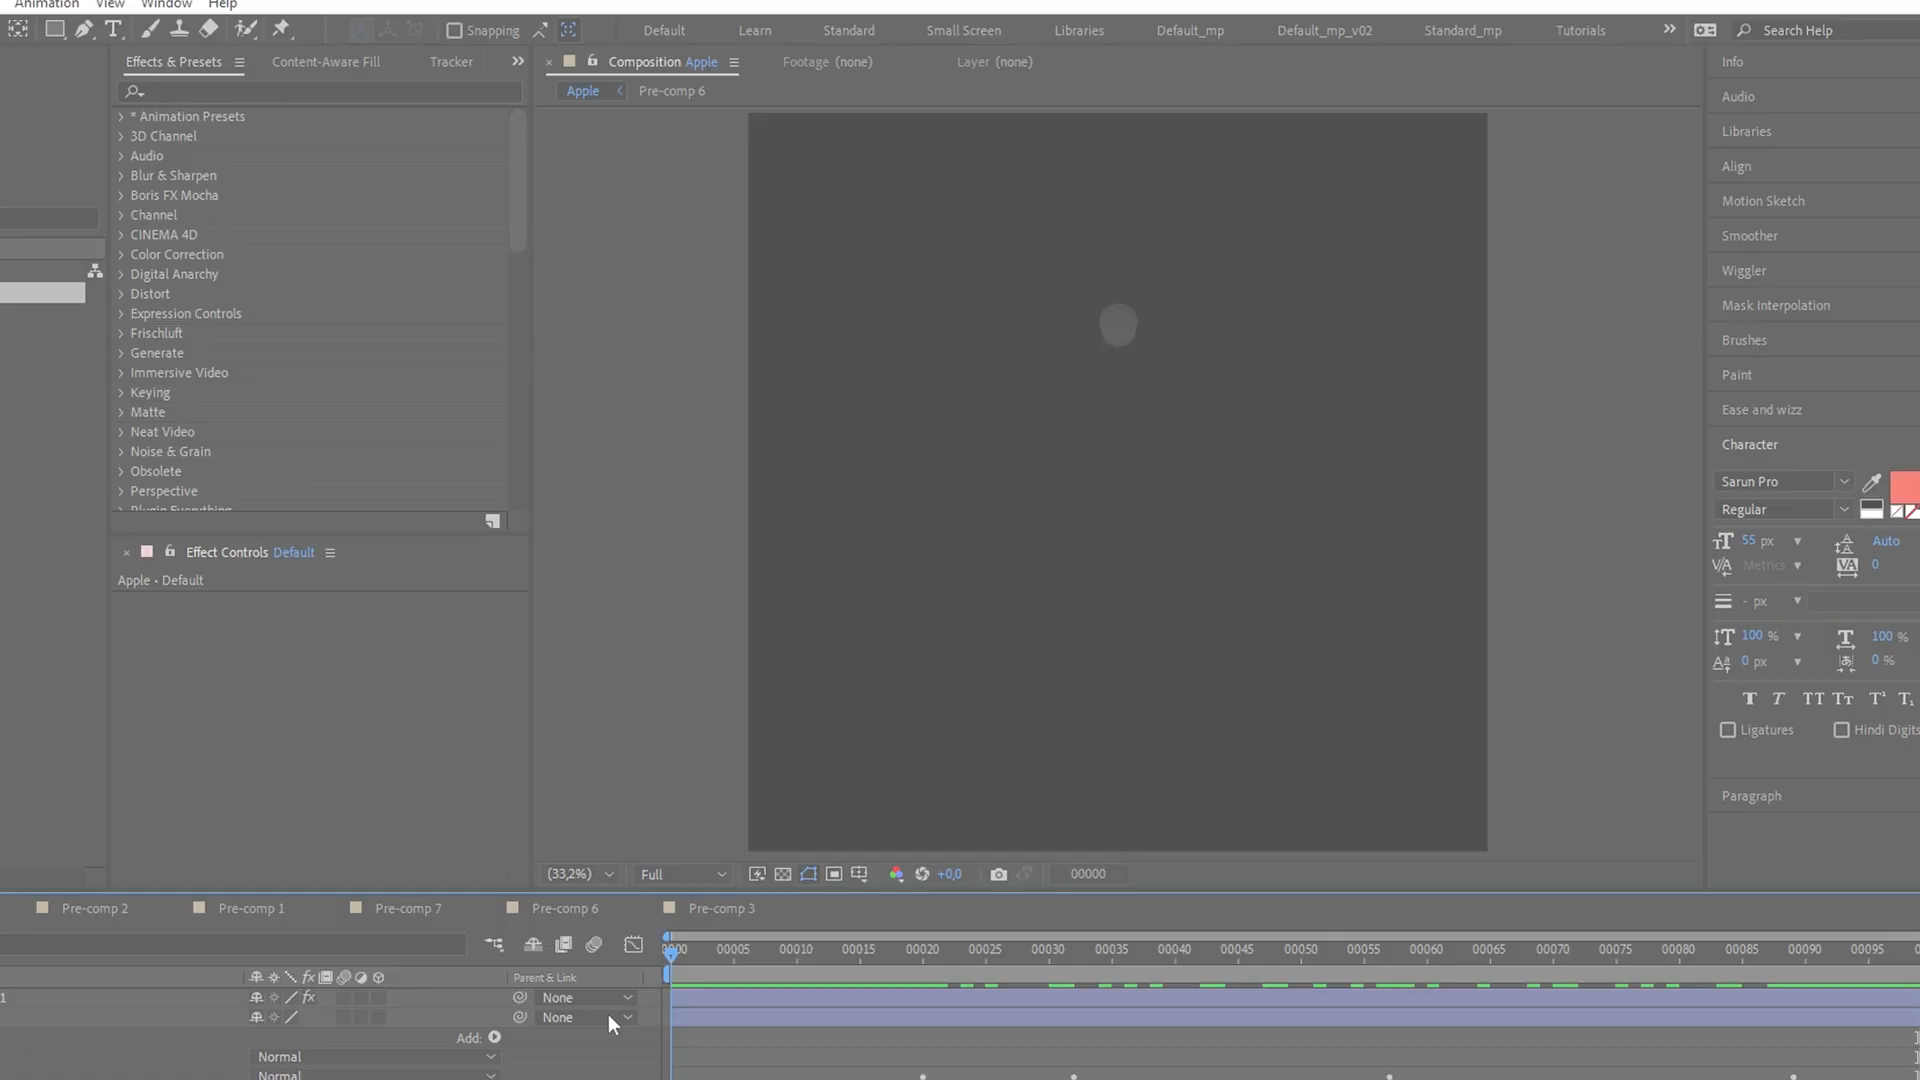 Animation View Window Help
Snapping Default Learn Standard Small Screen Libraries Default_mp Default_mp_v02 Standard_mp Tutorials Search Help
Effects & Presets Content-Aware Fill Tracker
Composition Apple Footage (none) Layer (none)
Apple Pre-comp 6
* Animation Presets
3D Channel
Audio
Blur & Sharpen
Boris FX Mocha
Channel
CINEMA 4D
Color Correction
Digital Anarchy
Distort
Expression Controls
Frischluft
Generate
Immersive Video
Keying
Matte
Neat Video
Noise & Grain
Obsolete
Perspective
Plugin Everything
Effect Controls Default
Apple • Default
Info
Audio
Libraries
Align
Motion Sketch
Smoother
Wiggler
Mask Interpolation
Brushes
Paint
Ease and wizz
Character
Sarun Pro
Regular
55 px Auto
Metrics 0
- px
100 % 100 %
0 px 0 %
Ligatures Hindi Digits
Paragraph
(33,2%) Full +0,0 00000
Pre-comp 2 Pre-comp 1 Pre-comp 7 Pre-comp 6 Pre-comp 3
00005 00010 00015 00020 00025 00030 00035 00040 00045 00050 00055 00060 00065 00070 00075 00080 00085 00090 00095
Parent & Link
1 None
None
Add:
Normal
Normal